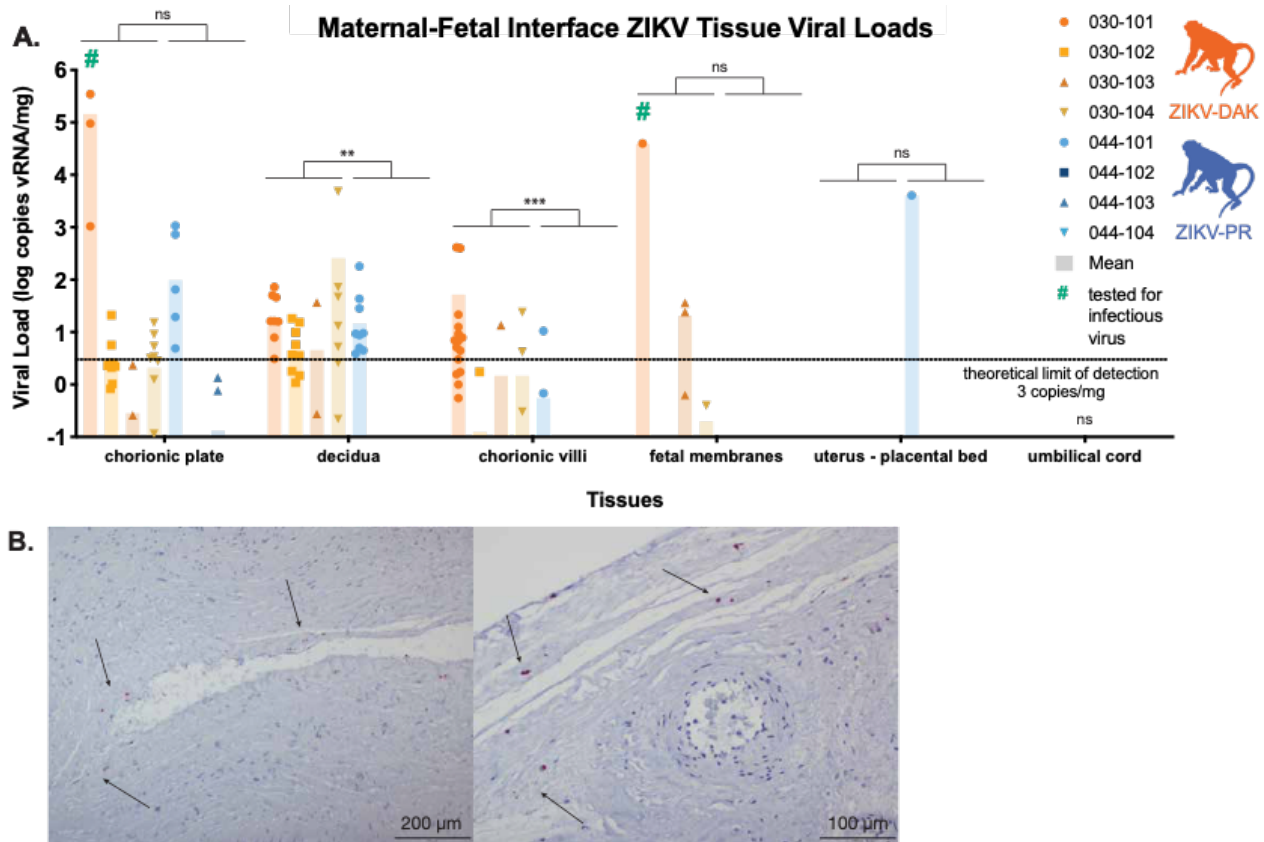 A.
Maternal-Fetal Interface ZIKV Tissue Viral Loads
ns
ns
**
***
ns
ns
#
#
Viral Load (log copies vRNA/mg)
6
5
4
3
2
1
0
-1
theoretical limit of detection
3 copies/mg
chorionic plate
decidua
chorionic villi
fetal membranes
uterus - placental bed
umbilical cord
Tissues
030-101
030-102
030-103
030-104
044-101
044-102
044-103
044-104
Mean
# tested for
infectious
virus
ZIKV-DAK
ZIKV-PR
B.
200 µm
100 µm